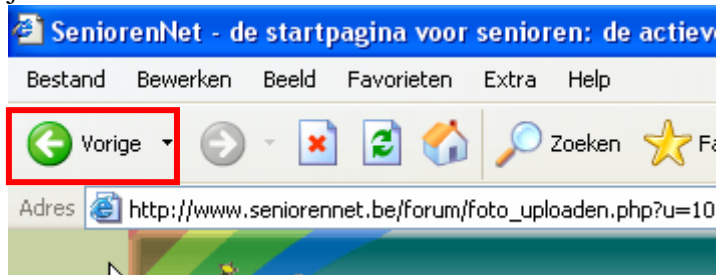 SeniorenNet - de startpagina voor senioren: de actiev
Bestand Bewerken Beeld Favorieten Extra Help
Vorige Zoeken Fa
Adres http://www.seniorennet.be/forum/foto_uploaden.php?u=10